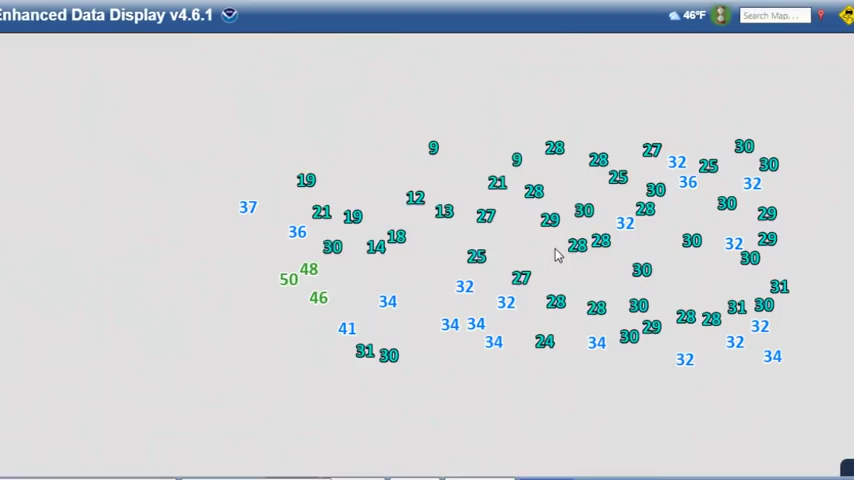 Enhanced Data Display v4.6.1 46°F Search Map...
9 28 27 30
9 28 32 25 30
19 21 28 25 36 32
37 12 30 30
21 19 13 27 29 30 28 32 29
36 18 28 28 30 32 29
30 14 25 30
48 27 30
50 32 31
46 34 32 28 28 30 31 30
41 34 34 28 28 29 32
34 24 34 30 32
31 30 32 34